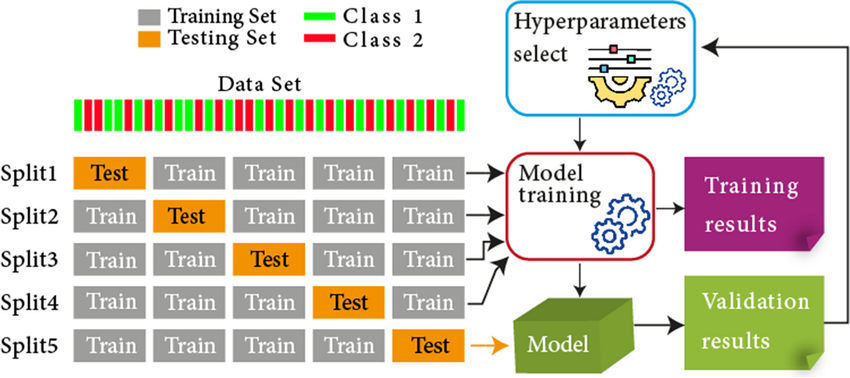 Training Set Class 1
Testing Set Class 2
Data Set
Split1 Test Train Train Train Train
Split2 Train Test Train Train Train
Split3 Train Train Test Train Train
Split4 Train Train Train Test Train
Split5 Train Train Train Train Test
Hyperparameters
select
Model
training
Training
results
Model
Validation
results